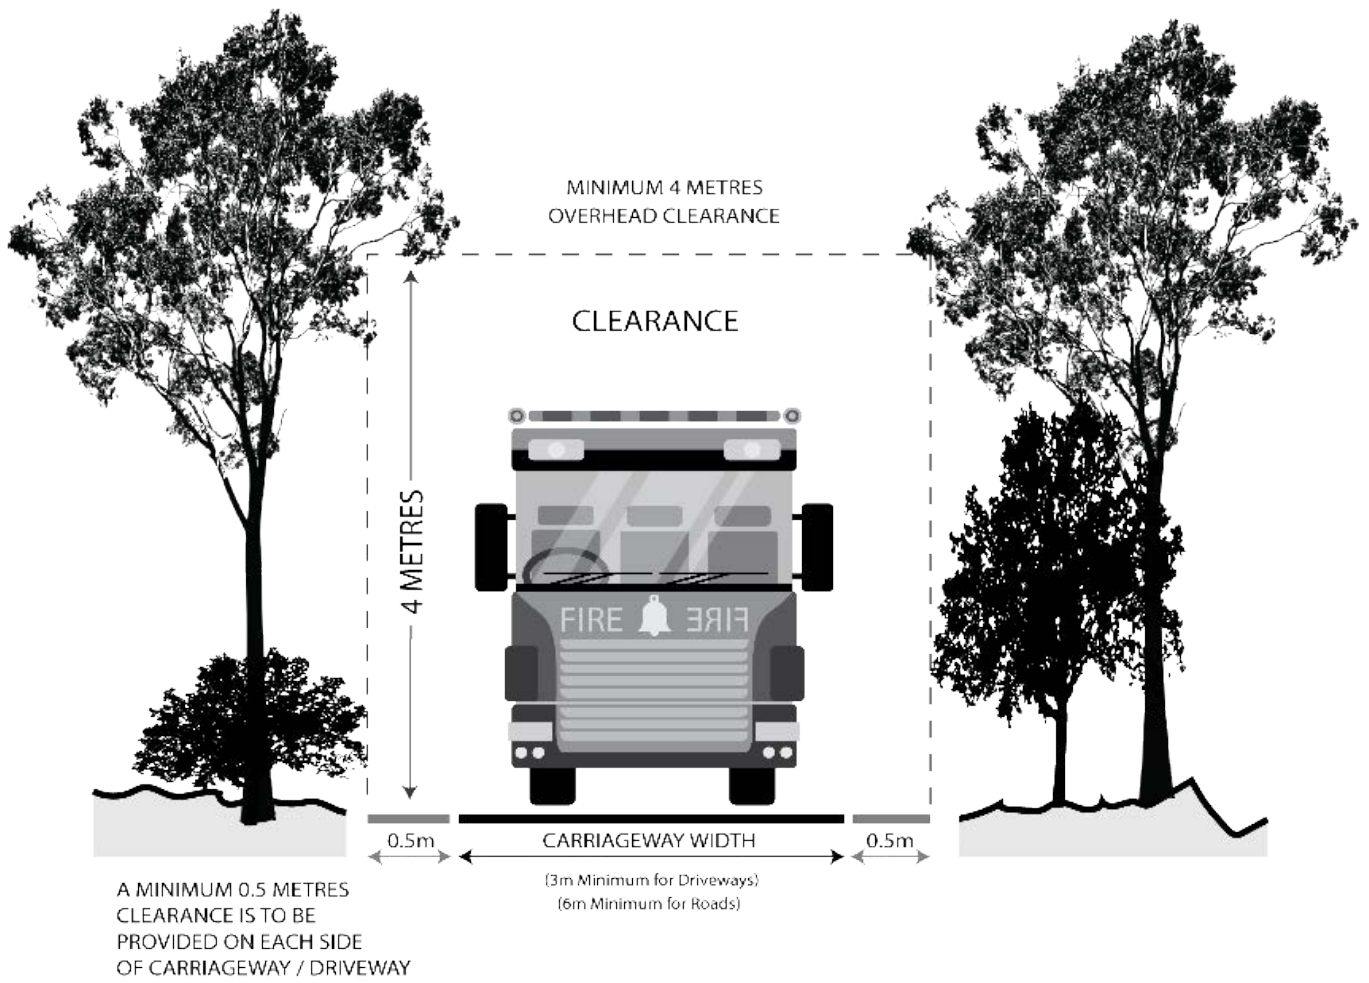 MINIMUM 4 METRES
OVERHEAD CLEARANCE
CLEARANCE
4 METRES
FIRE FIRE
0.5m
CARRIAGEWAY WIDTH
0.5m
(3m Minimum for Driveways)
(6m Minimum for Roads)
A MINIMUM 0.5 METRES
CLEARANCE IS TO BE
PROVIDED ON EACH SIDE
OF CARRIAGEWAY / DRIVEWAY